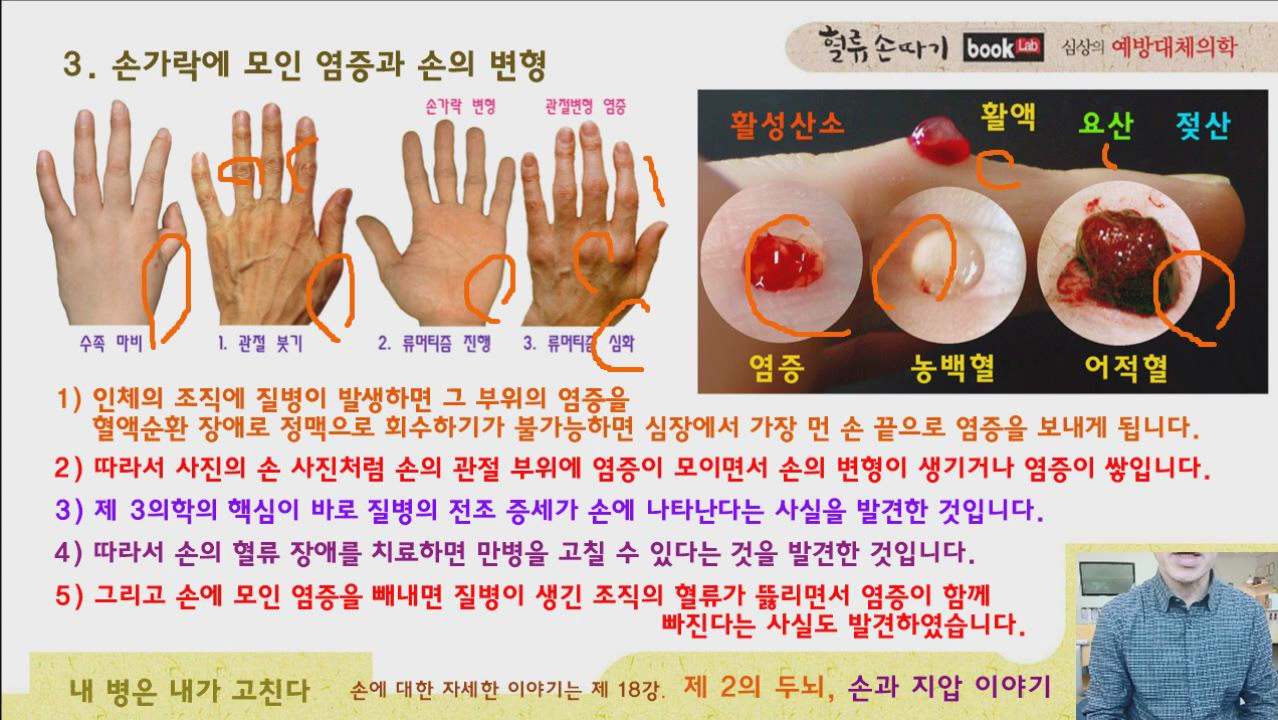 혈류 손따기 book Lab 심상의 예방대체의학
3. 손가락에 모인 염증과 손의 변형
손가락 변형 관절변형 염증
수족 마비 1. 관절 붓기 2. 류머티즘 진행 3. 류머티즘 심화
활성산소 활액 요산 젖산
염증 농백혈 어적혈
1) 인체의 조직에 질병이 발생하면 그 부위의 염증을
혈액순환 장애로 정맥으로 회수하기가 불가능하면 심장에서 가장 먼 손 끝으로 염증을 보내게 됩니다.
2) 따라서 사진의 손 사진처럼 손의 관절 부위에 염증이 모이면서 손의 변형이 생기거나 염증이 쌓입니다.
3) 제 3의학의 핵심이 바로 질병의 전조 증세가 손에 나타난다는 사실을 발견한 것입니다.
4) 따라서 손의 혈류 장애를 치료하면 만병을 고칠 수 있다는 것을 발견한 것입니다.
5) 그리고 손에 모인 염증을 빼내면 질병이 생긴 조직의 혈류가 뚫리면서 염증이 함께
빠진다는 사실도 발견하였습니다.
내 병은 내가 고친다 손에 대한 자세한 이야기는 제 18강. 제 2의 두뇌, 손과 지압 이야기